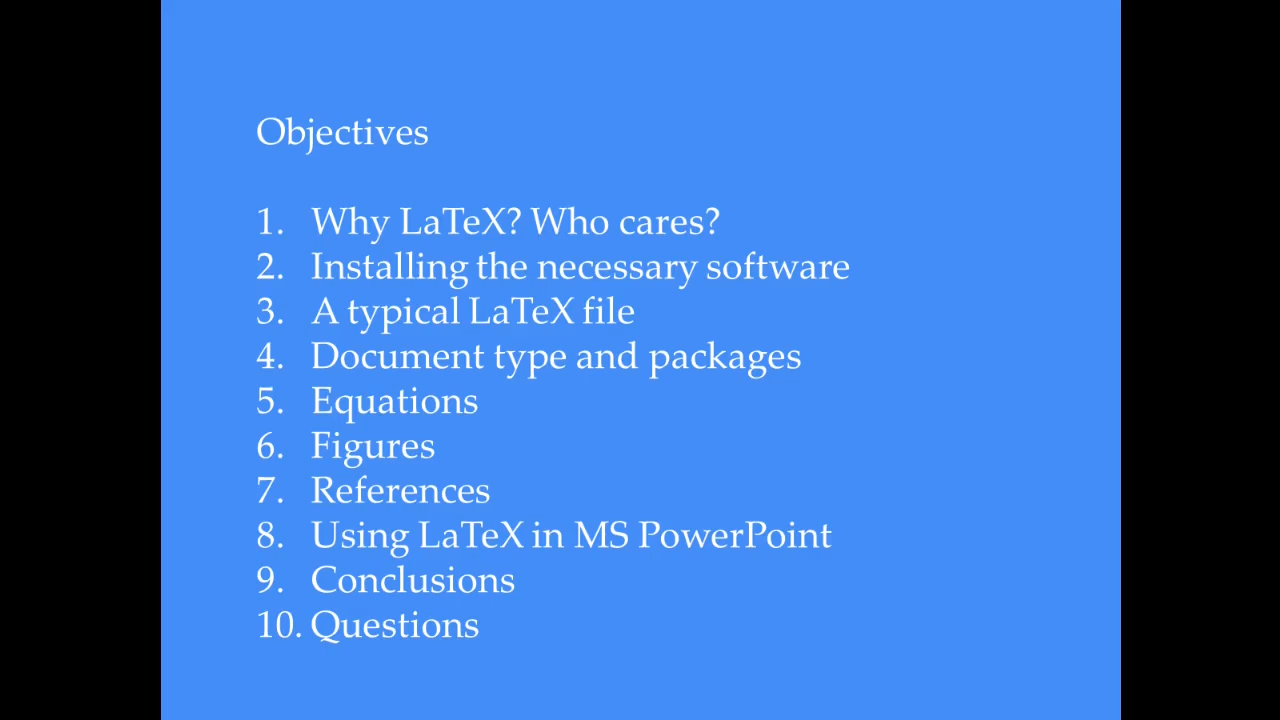 Objectives
1. Why LaTeX? Who cares?
2. Installing the necessary software
3. A typical LaTeX file
4. Document type and packages
5. Equations
6. Figures
7. References
8. Using LaTeX in MS PowerPoint
9. Conclusions
10. Questions